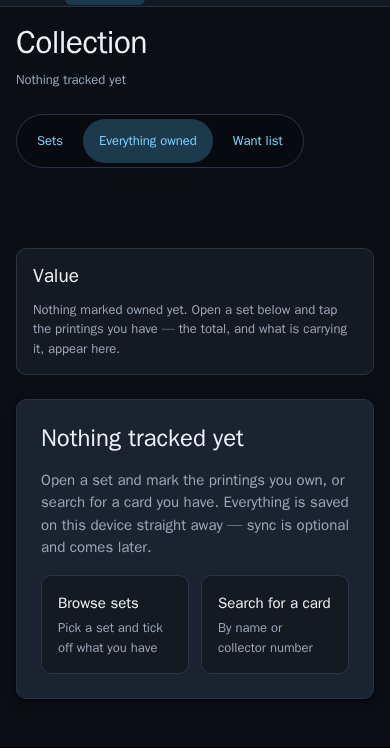 Collection
Nothing tracked yet
Sets
Everything owned
Want list
Value
Nothing marked owned yet. Open a set below and tap
the printings you have — the total, and what is carrying
it, appear here.
Nothing tracked yet
Open a set and mark the printings you own, or
search for a card you have. Everything is saved
on this device straight away — sync is optional
and comes later.
Browse sets
Pick a set and tick
off what you have
Search for a card
By name or
collector number